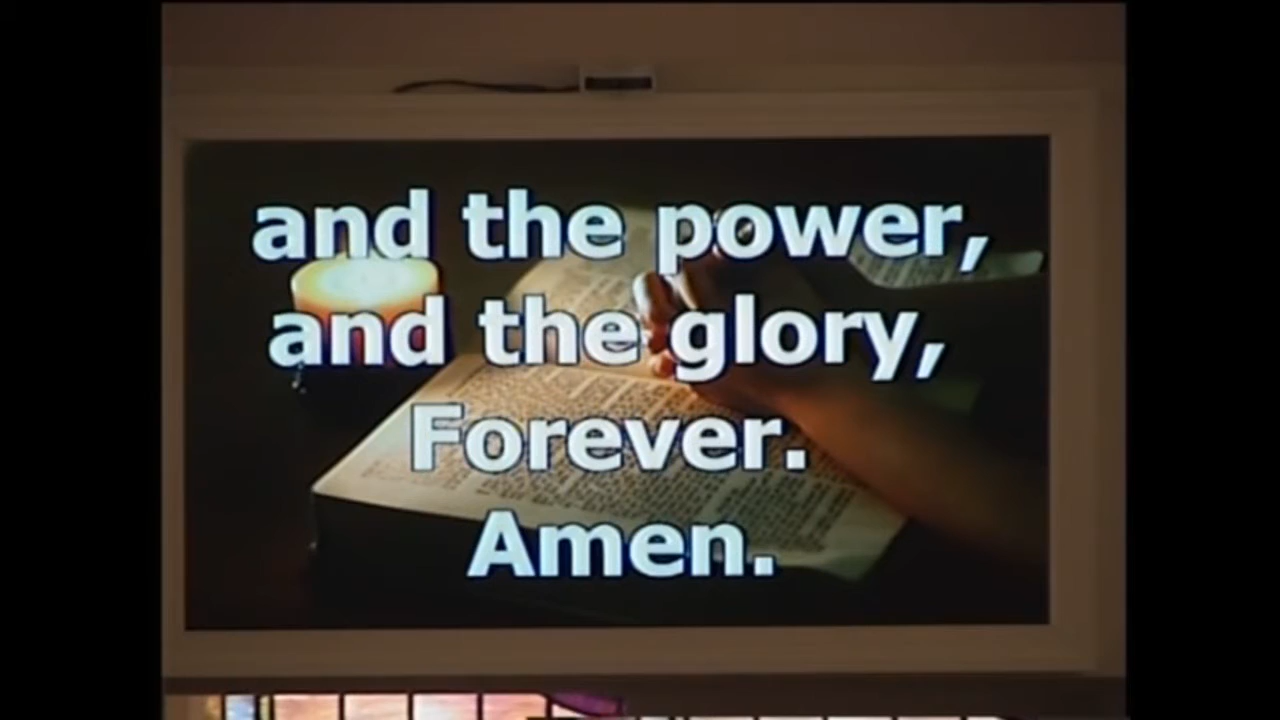 and the power,
and the glory,
Forever.
Amen.